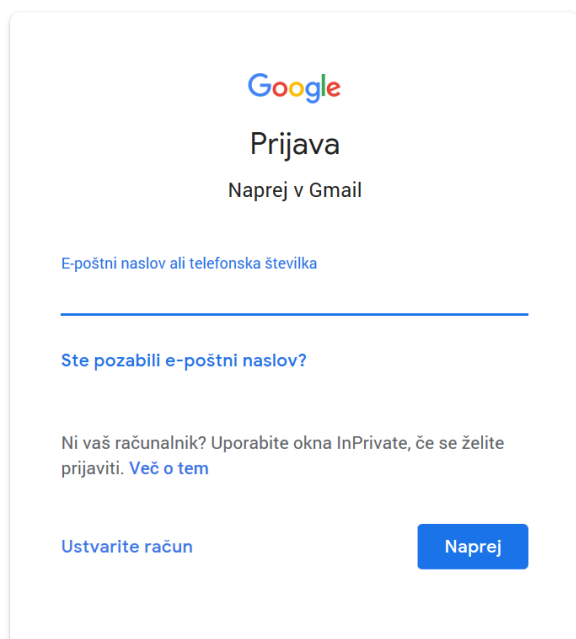 Google
Prijava
Naprej v Gmail
E-poštni naslov ali telefonska številka
Ste pozabili e-poštni naslov?
Ni vaš računalnik? Uporabite okna InPrivate, če se želite
prijaviti. Več o tem
Ustvarite račun
Naprej